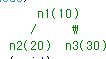 n1(10)
/ ₩
n2(20) n3(30)